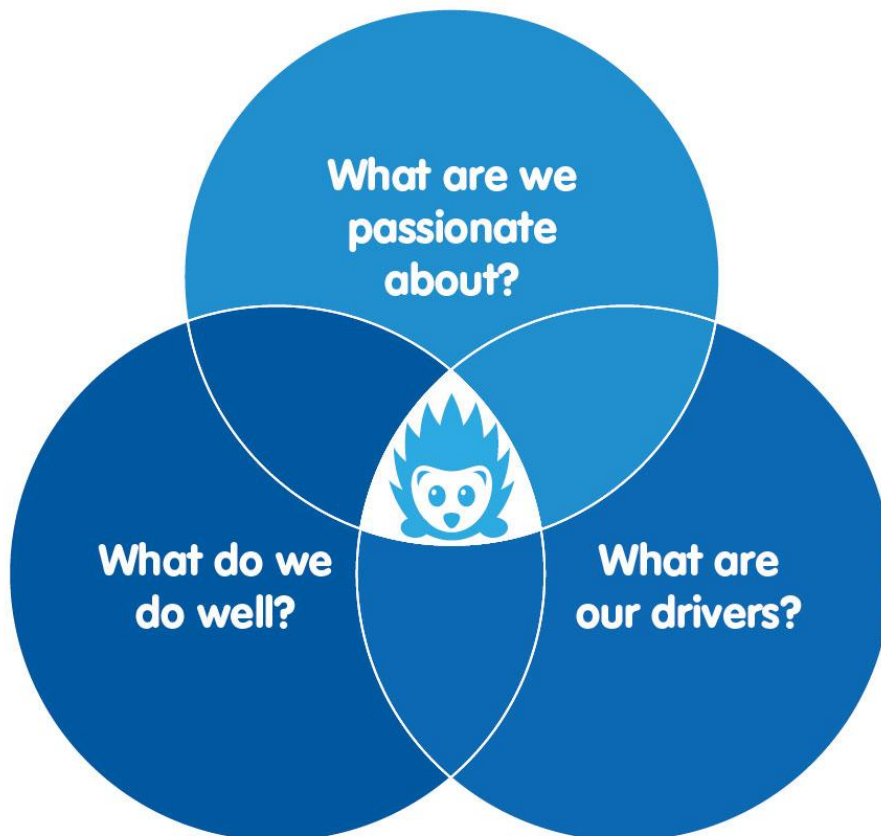 What are we
passionate
about?
What do we
do well?
What are
our drivers?